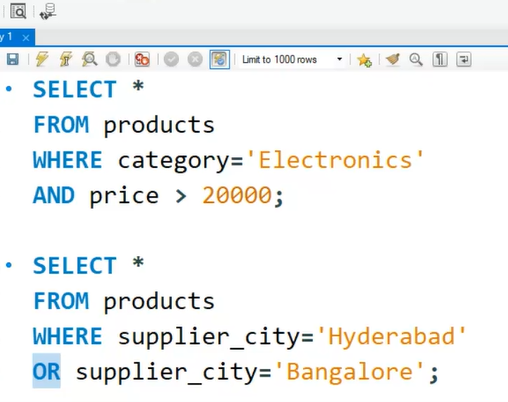 y 1
Limit to 1000 rows
SELECT *
FROM products
WHERE category='Electronics'
AND price > 20000;
SELECT *
FROM products
WHERE supplier_city='Hyderabad'
OR supplier_city='Bangalore';